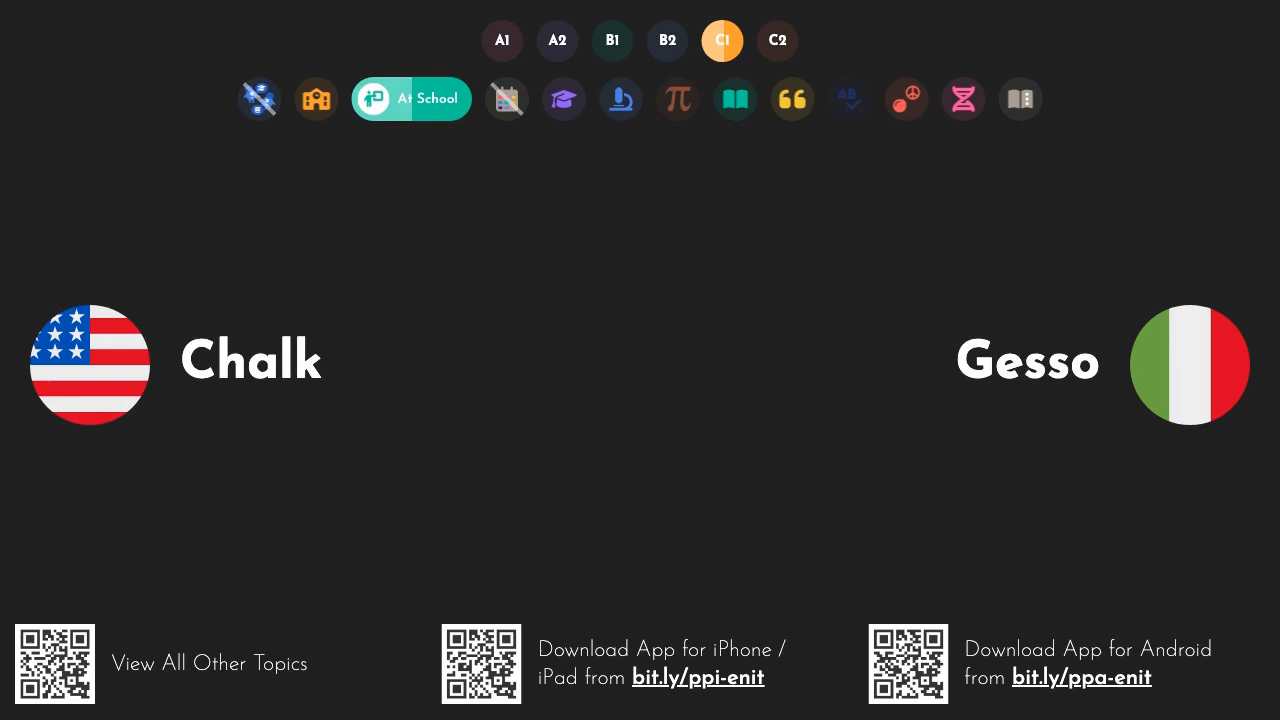 A1 A2 B1 B2 C1 C2
At School
Chalk
Gesso
View All Other Topics
Download App for iPhone /
iPad from bit.ly/ppi-enit
Download App for Android
from bit.ly/ppa-enit